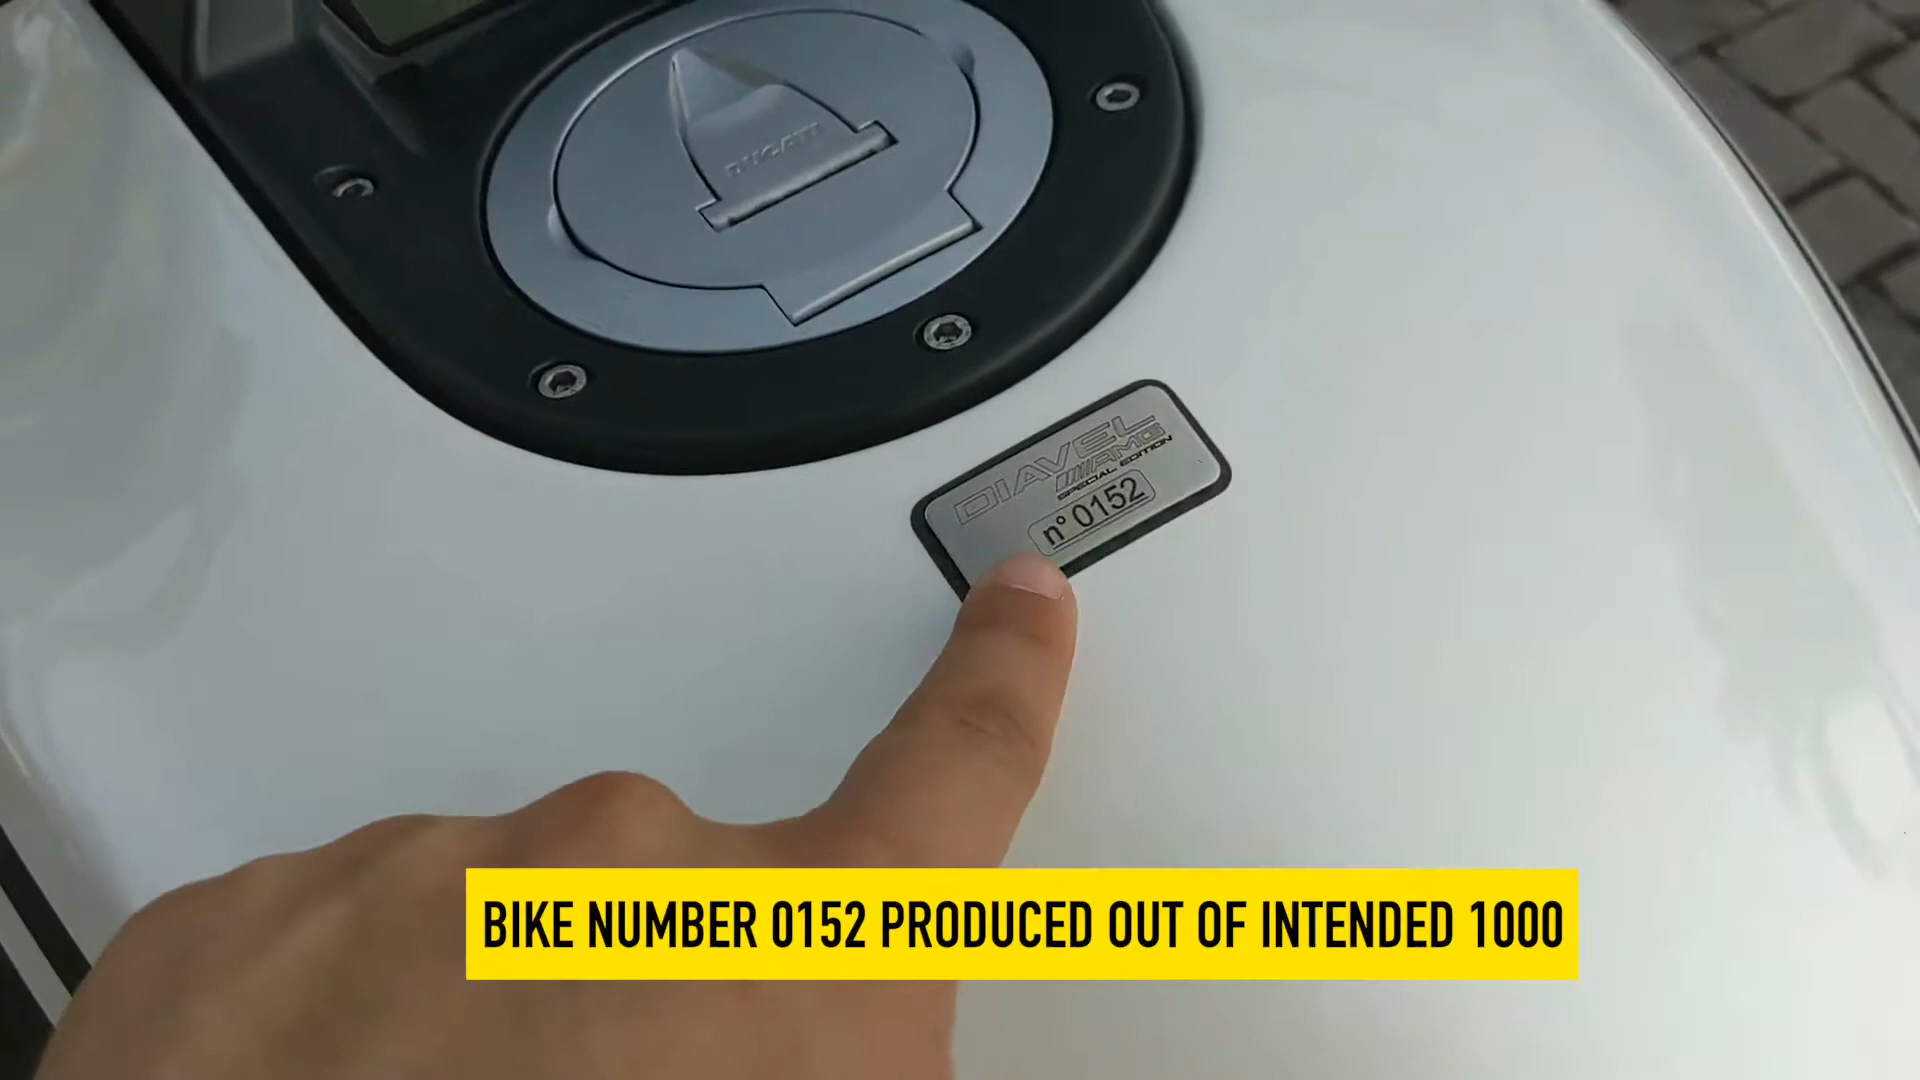 DUCATI
DIAVEL
AMG
SPECIAL EDITION
n° 0152
BIKE NUMBER 0152 PRODUCED OUT OF INTENDED 1000